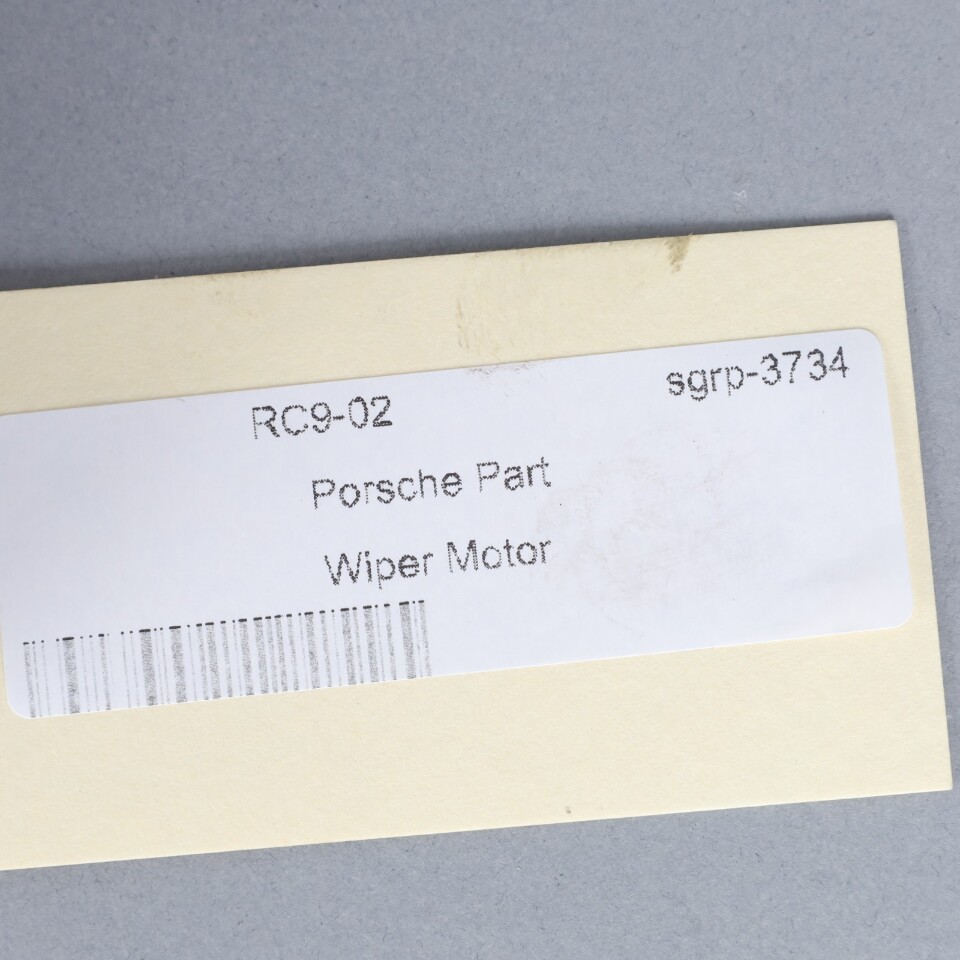 RC9-02 sgrp-3734
Porsche Part
Wiper Motor